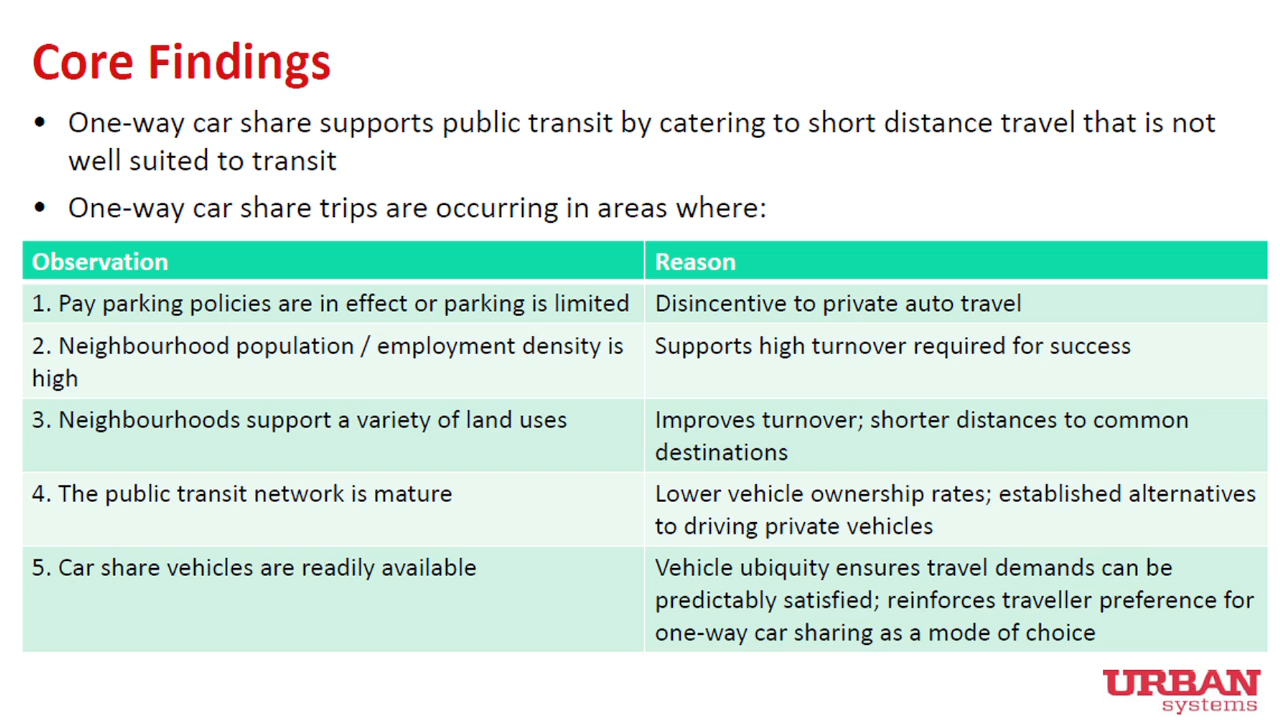 Core Findings
• One-way car share supports public transit by catering to short distance travel that is not
well suited to transit
• One-way car share trips are occurring in areas where:
Observation
Reason
1. Pay parking policies are in effect or parking is limited
Disincentive to private auto travel
2. Neighbourhood population / employment density is
high
Supports high turnover required for success
3. Neighbourhoods support a variety of land uses
Improves turnover; shorter distances to common
destinations
4. The public transit network is mature
Lower vehicle ownership rates; established alternatives
to driving private vehicles
5. Car share vehicles are readily available
Vehicle ubiquity ensures travel demands can be
predictably satisfied; reinforces traveller preference for
one-way car sharing as a mode of choice
URBAN
systems